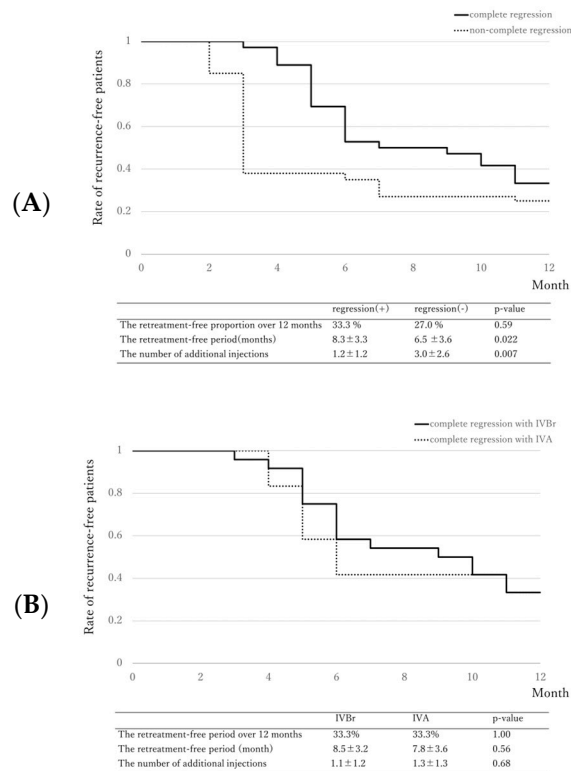 complete regression
non-complete regression
(A)
Rate of recurrence-free patients
1
0.8
0.6
0.4
0.2
0
0 2 4 6 8 10 12
Month
regression(+) regression(-) p-value
The retreatment-free proportion over 12 months 33.3 % 27.0 % 0.59
The retreatment-free period(months) 8.3±3.3 6.5 ±3.6 0.022
The number of additional injections 1.2±1.2 3.0±2.6 0.007
complete regression with IVBr
complete regression with IVA
(B)
Rate of recurrence-free patients
1
0.8
0.6
0.4
0.2
0
0 2 4 6 8 10 12
Month
IVBr IVA p-value
The retreatment-free period over 12 months 33.3% 33.3% 1.00
The retreatment-free period (month) 8.5±3.2 7.8±3.6 0.56
The number of additional injections 1.1±1.2 1.3±1.3 0.68